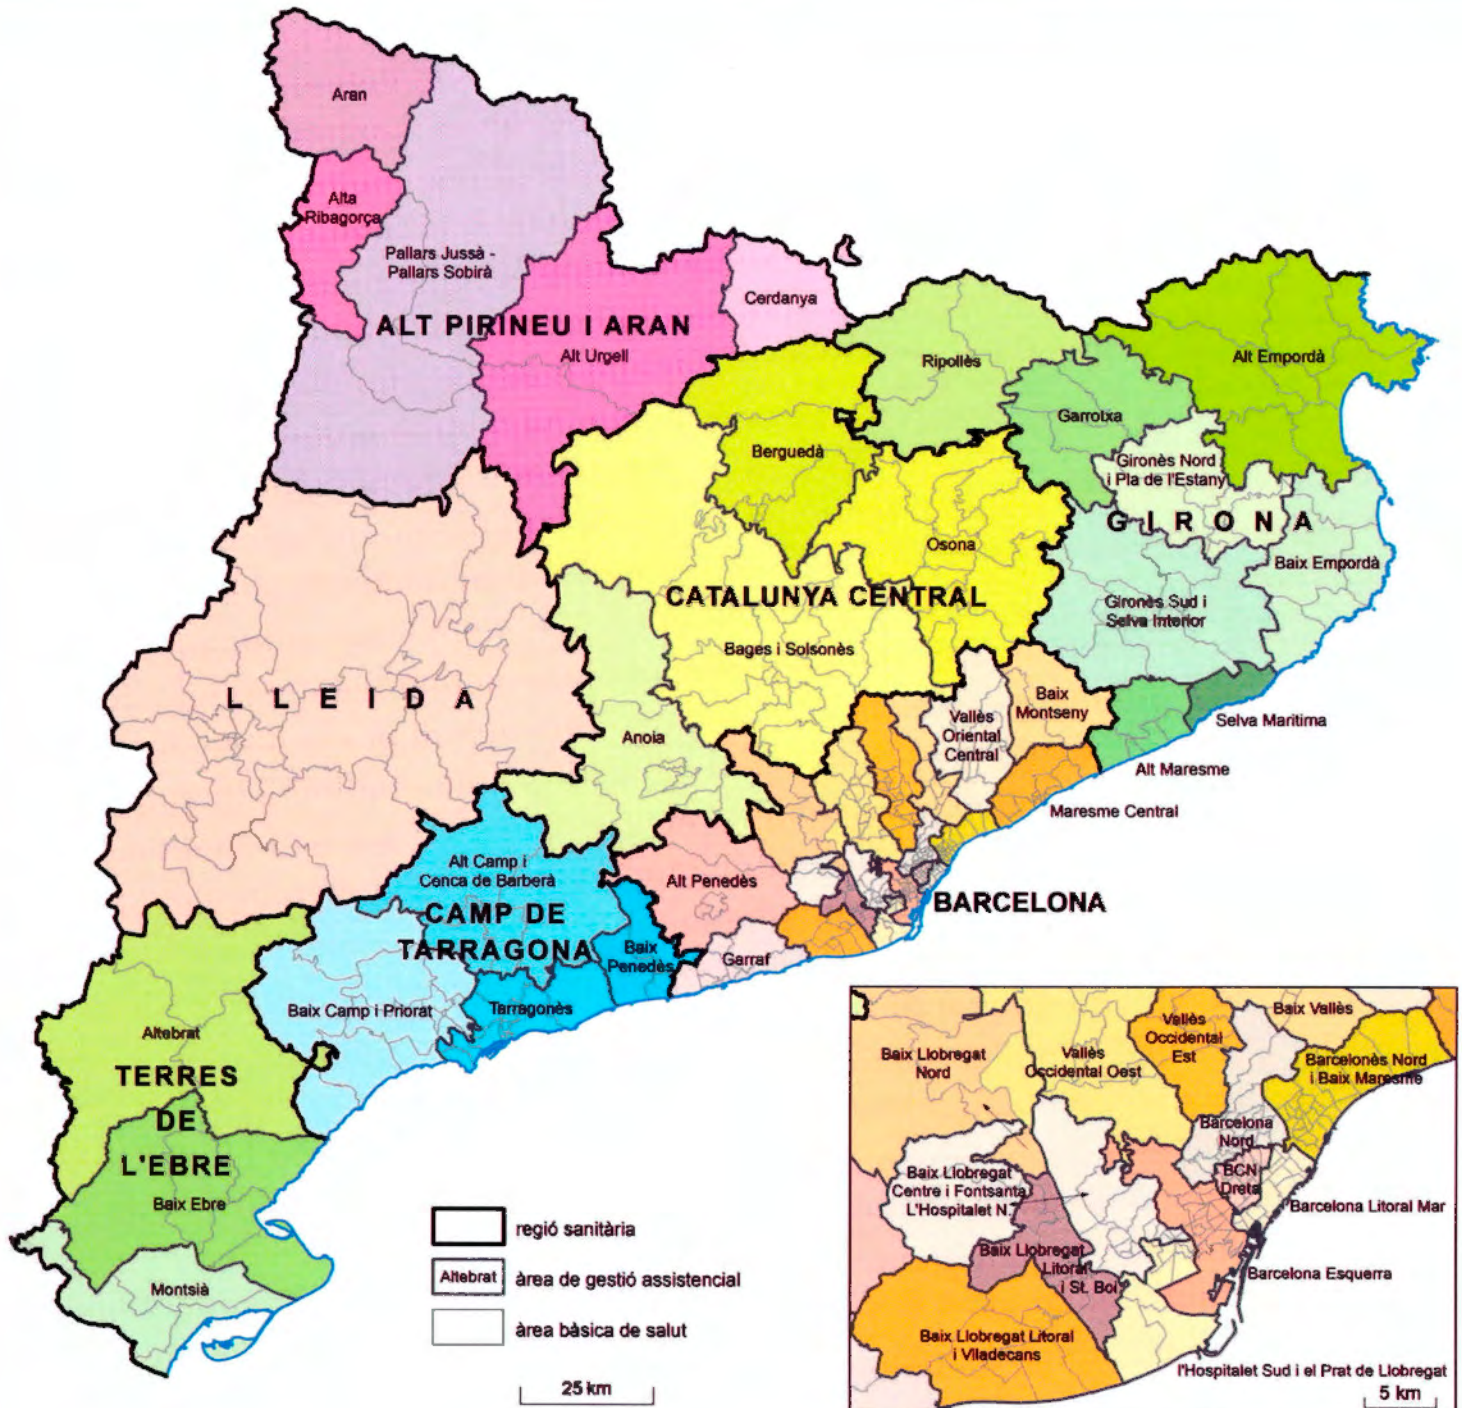 Aran
Alta
Ribagorça
Pallars Jussà -
Pallars Sobirà
Cerdanya
ALT PIRINEU I ARAN
Alt Urgell
Ripollès
Alt Empordà
Garrotxa
Berguedà
Gironès Nord
i Pla de l'Estany
GIRONA
Osona
Baix Empordà
CATALUNYA CENTRAL
Gironès Sud i
Selva Interior
Bages i Solsonès
LLEIDA
Baix
Montseny
Vallès
Oriental
Central
Selva Marítima
Anoia
Alt Maresme
Maresme Central
Alt Camp i
Conca de Barberà
Alt Penedès
BARCELONA
CAMP DE
TARRAGONA
Baix
Penedès
Garraf
Baix Camp i Priorat
Tarragonès
Altebrat
TERRES
DE
L'EBRE
Baix Ebre
Montsià
regió sanitària
Altebrat
àrea de gestió assistencial
àrea bàsica de salut
25 km
Baix Vallès
Vallès
Occidental
Est
Baix Llobregat
Nord
Vallès
Occidental Oest
Barcelonès Nord
i Baix Maresme
Barcelona
Nord
BCN
Dreta
Baix Llobregat
Centre i Fontsanta
L'Hospitalet N.
Barcelona Litoral Mar
Baix Llobregat
Litoral
i St. Boi
Barcelona Esquerra
Baix Llobregat Litoral
i Viladecans
l'Hospitalet Sud i el Prat de Llobregat
5 km